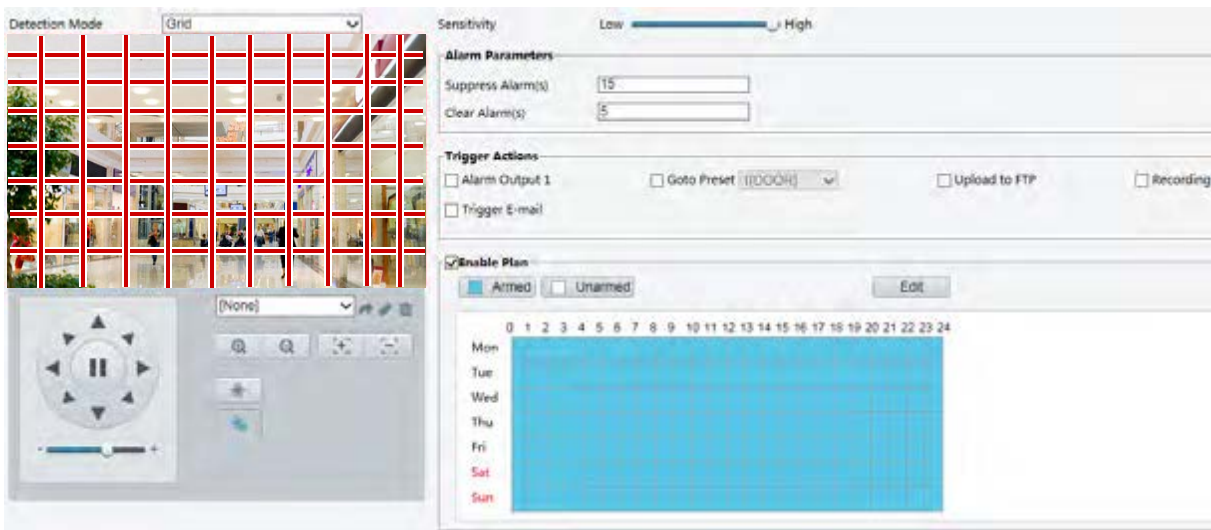 Detection Mode Grid
Sensitivity Low High
Alarm Parameters
Suppress Alarm(s) 15
Clear Alarm(s) 5
Trigger Actions
Alarm Output 1 Goto Preset Upload to FTP Recording
Trigger E-mail
Enable Plan
Armed Unarmed Edit
[None]
0 1 2 3 4 5 6 7 8 9 10 11 12 13 14 15 16 17 18 19 20 21 22 23 24
Mon
Tue
Wed
Thu
Fri
Sat
Sun